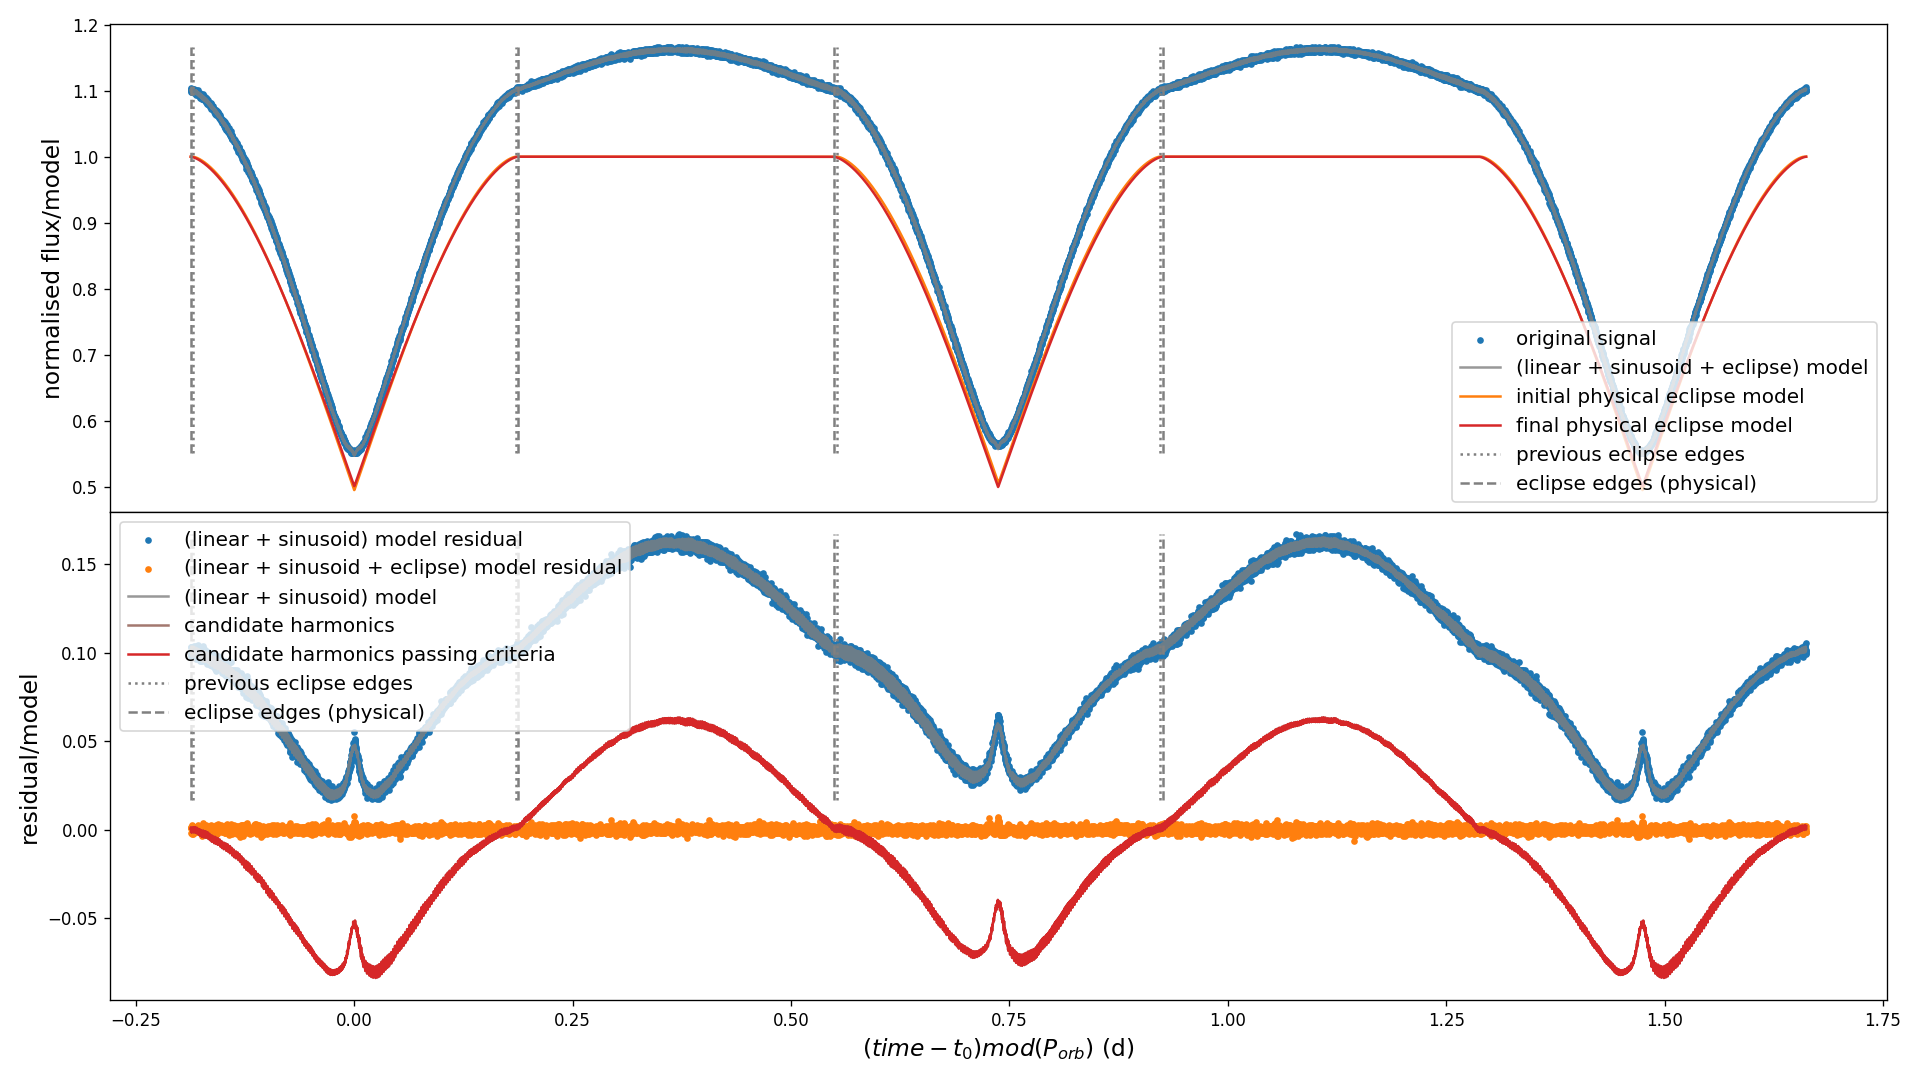 normalised flux/model
1.2
1.1
1.0
0.9
0.8
0.7
0.6
0.5
original signal
(linear + sinusoid + eclipse) model
initial physical eclipse model
final physical eclipse model
previous eclipse edges
eclipse edges (physical)
residual/model
0.15
0.10
0.05
0.00
−0.05
(linear + sinusoid) model residual
(linear + sinusoid + eclipse) model residual
(linear + sinusoid) model
candidate harmonics
candidate harmonics passing criteria
previous eclipse edges
eclipse edges (physical)
−0.25 0.00 0.25 0.50 0.75 1.00 1.25 1.50 1.75
(time − t₀)mod(P_orb) (d)